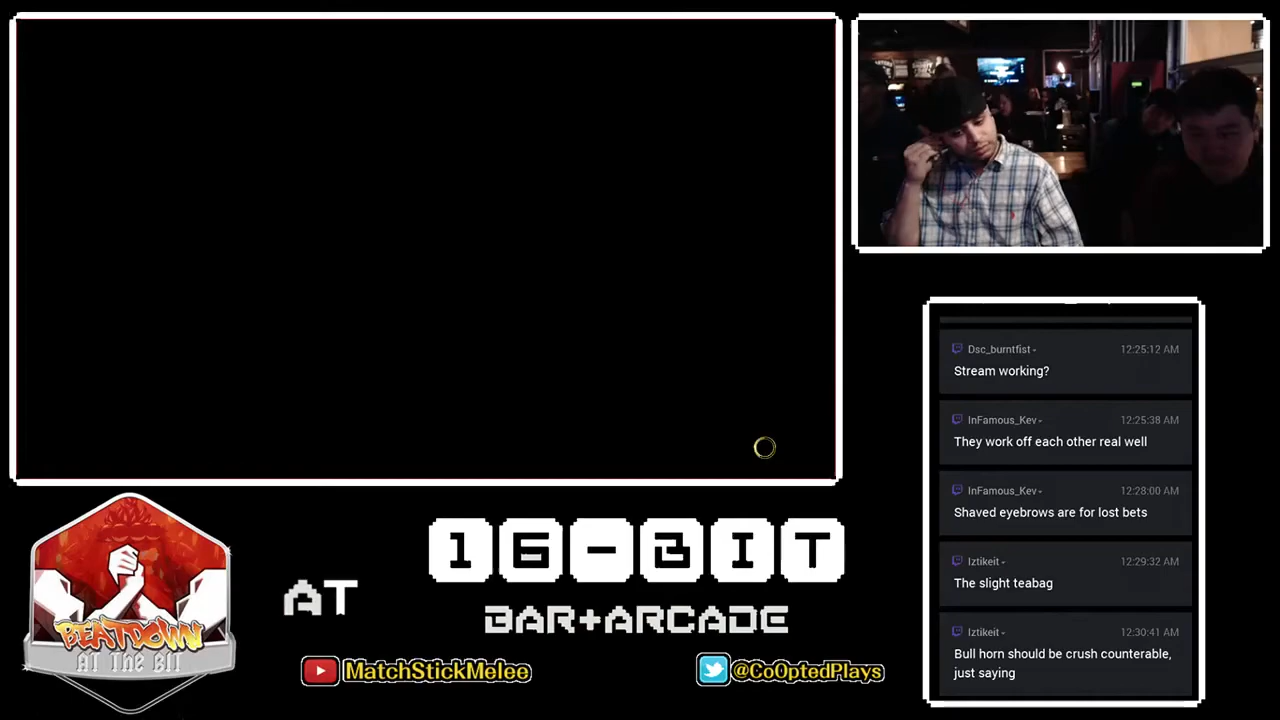 Dsc_burntfist
12:25:12 AM
Stream working?
InFamous_Kev
12:25:38 AM
They work off each other real well
InFamous_Kev
12:28:00 AM
Shaved eyebrows are for lost bets
Iztikeit
12:29:32 AM
The slight teabag
Iztikeit
12:30:41 AM
Bull horn should be crush counterable,
just saying
BEATDOWN
AT THE BIT
AT
16-BIT
BAR+ARCADE
MatchStickMelee
@CoOptedPlays